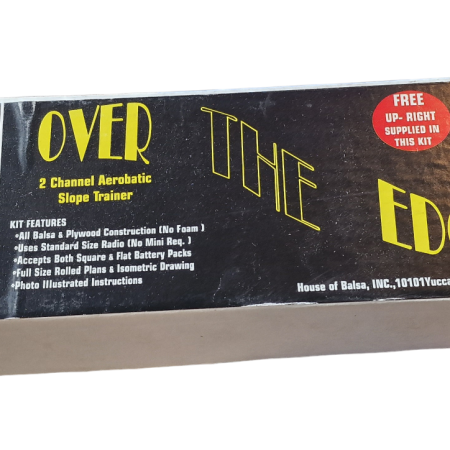 OVER
THE
ED
2 Channel Aerobatic
Slope Trainer
FREE
UP- RIGHT
SUPPLIED IN
THIS KIT
KIT FEATURES
•All Balsa & Plywood Construction (No Foam )
•Uses Standard Size Radio (No Mini Req. )
•Accepts Both Square & Flat Battery Packs
•Full Size Rolled Plans & Isometric Drawing
•Photo Illustrated Instructions
House of Balsa, INC.,10101Yucca